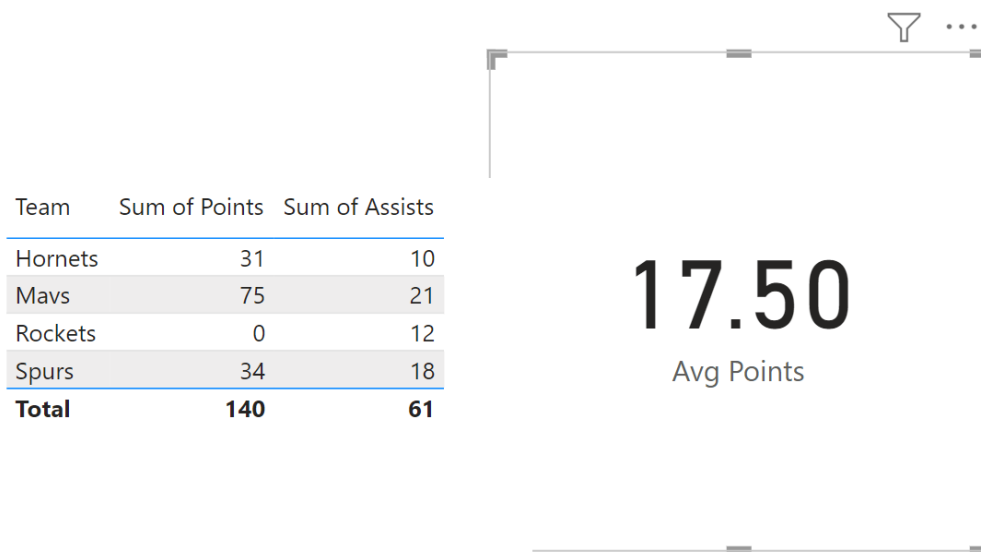 Team Sum of Points Sum of Assists
Hornets 31 10
Mavs 75 21
Rockets 0 12
Spurs 34 18
Total 140 61
17.50
Avg Points